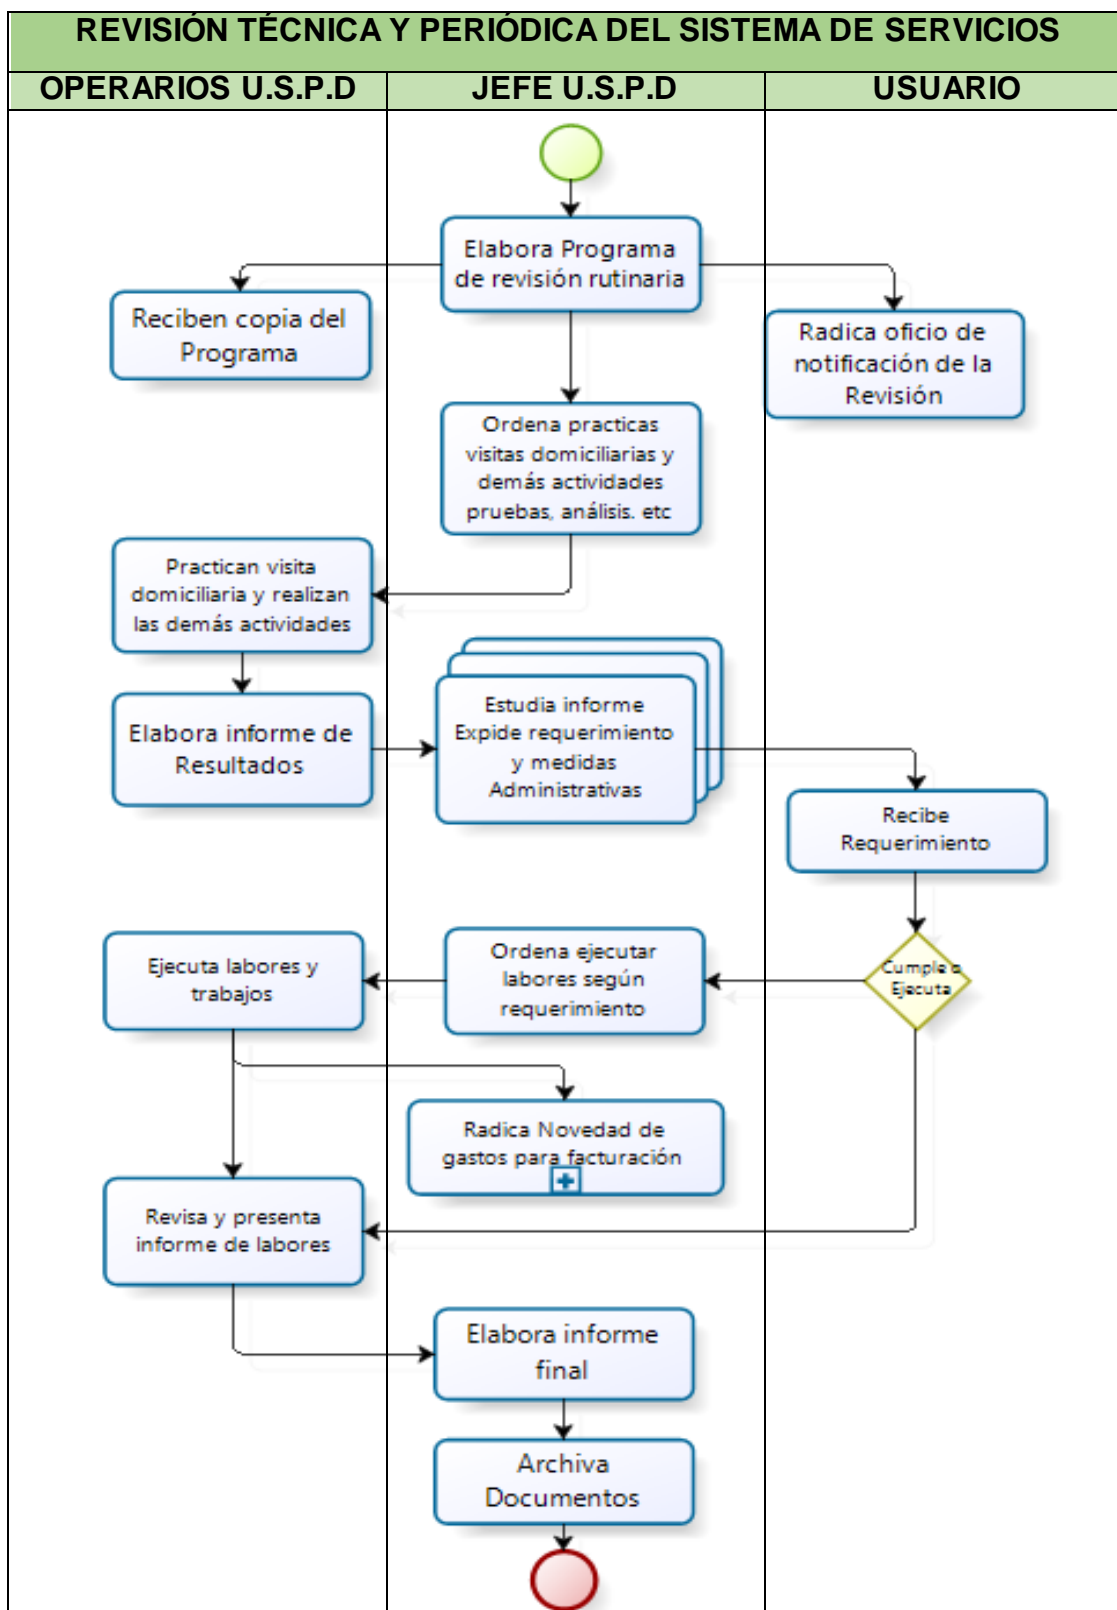 REVISIÓN TÉCNICA Y PERIÓDICA DEL SISTEMA DE SERVICIOS
OPERARIOS U.S.P.D
JEFE U.S.P.D
USUARIO
Elabora Programa
de revisión rutinaria
Reciben copia del
Programa
Radica oficio de
notificación de la
Revisión
Ordena practicas
visitas domiciliarias y
demás actividades
pruebas, análisis. etc
Practican visita
domiciliaria y realizan
las demás actividades
Elabora informe de
Resultados
Estudia informe
Expide requerimiento
y medidas
Administrativas
Recibe
Requerimiento
Cumple o
Ejecuta
Ordena ejecutar
labores según
requerimiento
Ejecuta labores y
trabajos
Radica Novedad de
gastos para facturación
Revisa y presenta
informe de labores
Elabora informe
final
Archiva
Documentos